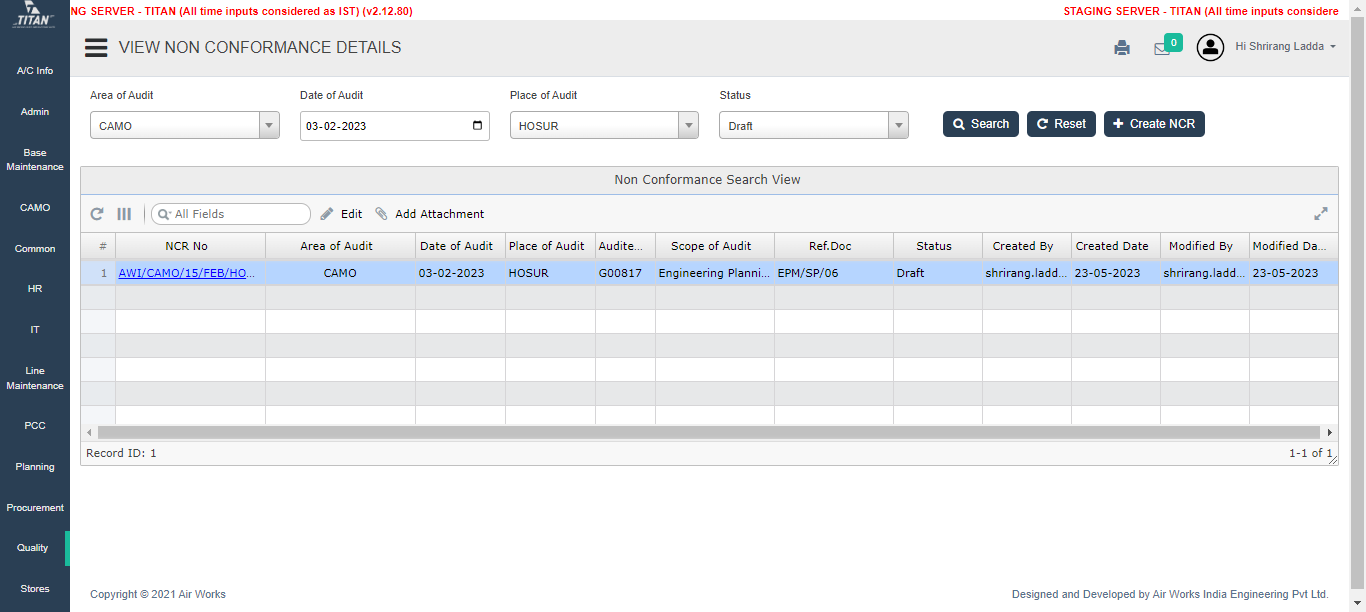 TITAN
NG SERVER - TITAN (All time inputs considered as IST) (v2.12.80)
STAGING SERVER - TITAN (All time inputs considere
VIEW NON CONFORMANCE DETAILS
0
Hi Shrirang Ladda
A/C Info
Admin
Base
Maintenance
CAMO
Common
HR
IT
Line
Maintenance
PCC
Planning
Procurement
Quality
Stores
Area of Audit
Date of Audit
Place of Audit
Status
CAMO
03-02-2023
HOSUR
Draft
Search
Reset
Create NCR
Non Conformance Search View
All Fields
Edit
Add Attachment
# NCR No Area of Audit Date of Audit Place of Audit Audite... Scope of Audit Ref.Doc Status Created By Created Date Modified By Modified Da...
1 AWI/CAMO/15/FEB/HO... CAMO 03-02-2023 HOSUR G00817 Engineering Planni... EPM/SP/06 Draft shrirang.ladd... 23-05-2023 shrirang.ladd... 23-05-2023
Record ID: 1
1-1 of 1
Copyright © 2021 Air Works
Designed and Developed by Air Works India Engineering Pvt Ltd.